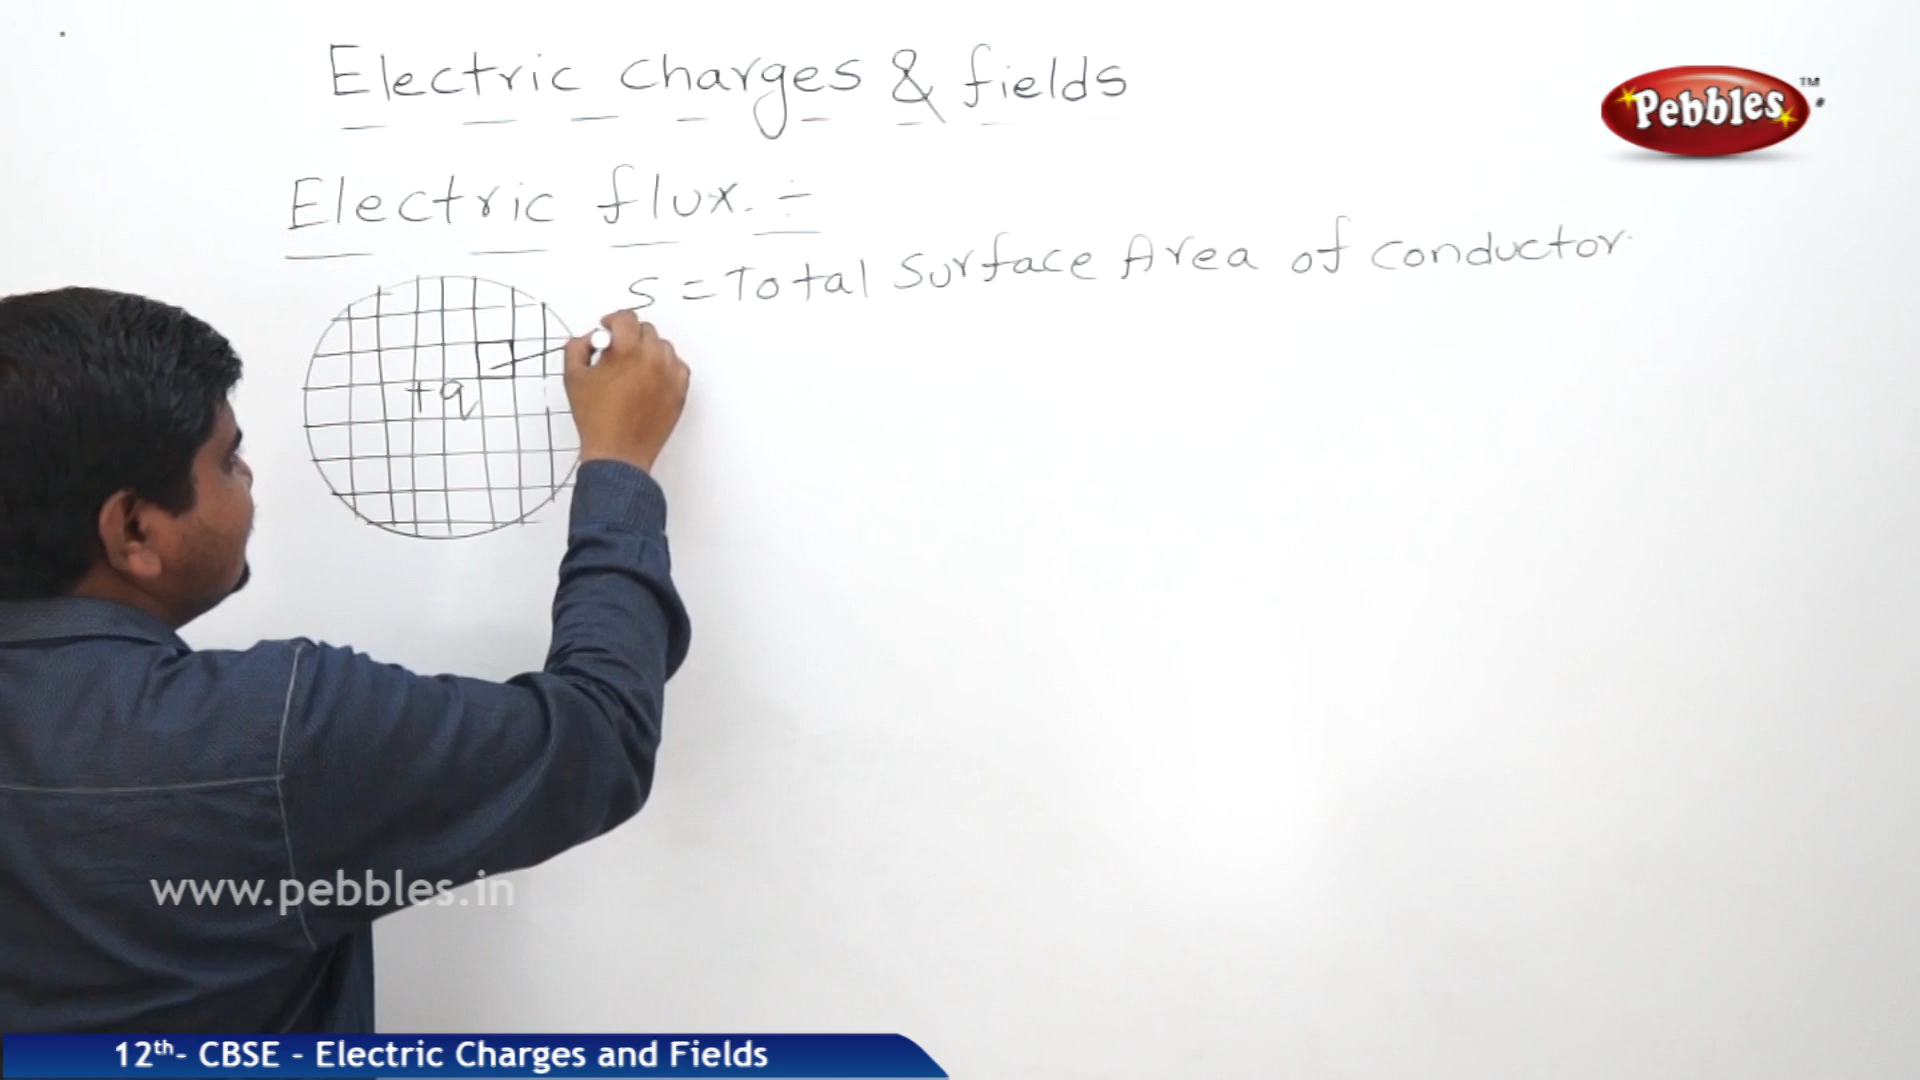 Electric charges & fields
Pebbles™
Electric flux. ÷
S = Total Surface Area of conductor.
+q
www.pebbles.in
12th- CBSE - Electric Charges and Fields